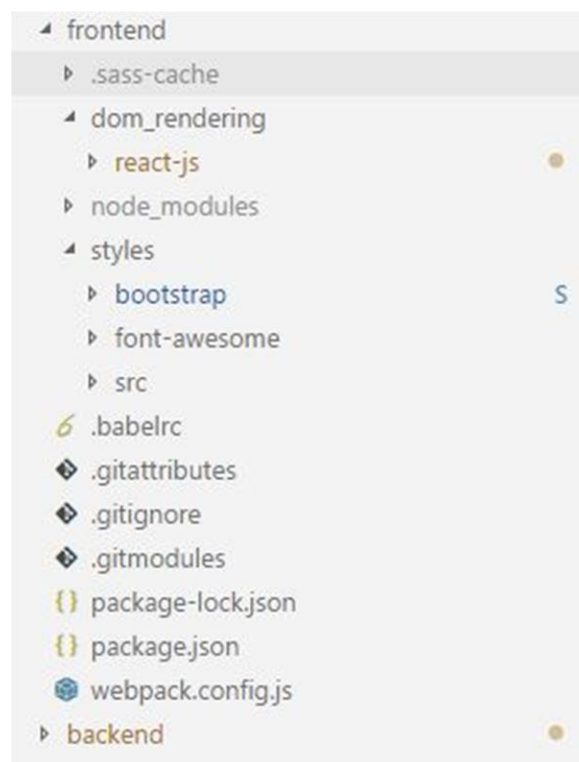 frontend
.sass-cache
dom_rendering
react-js
node_modules
styles
bootstrap S
font-awesome
src
.babelrc
.gitattributes
.gitignore
.gitmodules
{} package-lock.json
{} package.json
webpack.config.js
backend